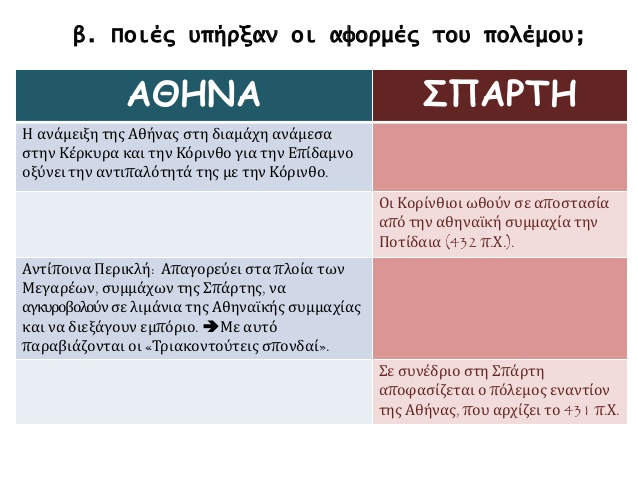 β. Ποιές υπήρξαν οι αφορμές του πολέμου;
ΑΘΗΝΑ
ΣΠΑΡΤΗ
Η ανάμειξη της Αθήνας στη διαμάχη ανάμεσα
στην Κέρκυρα και την Κόρινθο για την Επίδαμνο
οξύνει την αντιπαλότητά της με την Κόρινθο.
Οι Κορίνθιοι ωθούν σε αποστασία
από την αθηναϊκή συμμαχία την
Ποτίδαια (432 π.Χ.).
Αντίποινα Περικλή: Απαγορεύει στα πλοία των
Μεγαρέων, συμμάχων της Σπάρτης, να
αγκυροβολούν σε λιμάνια της Αθηναϊκής συμμαχίας
και να διεξάγουν εμπόριο. 🡺Με αυτό
παραβιάζονται οι «Τριακοντούτεις σπονδαί».
Σε συνέδριο στη Σπάρτη
αποφασίζεται ο πόλεμος εναντίον
της Αθήνας, που αρχίζει το 431 π.Χ.